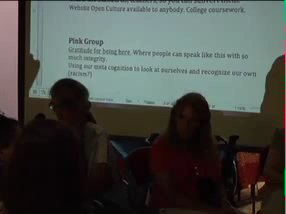 Website Open Culture available to anybody. College coursework.
Pink Group
Gratitude for being here. Where people can speak like this with so
much integrity.
Using our meta cognition to look at ourselves and recognize our own
(racism?)